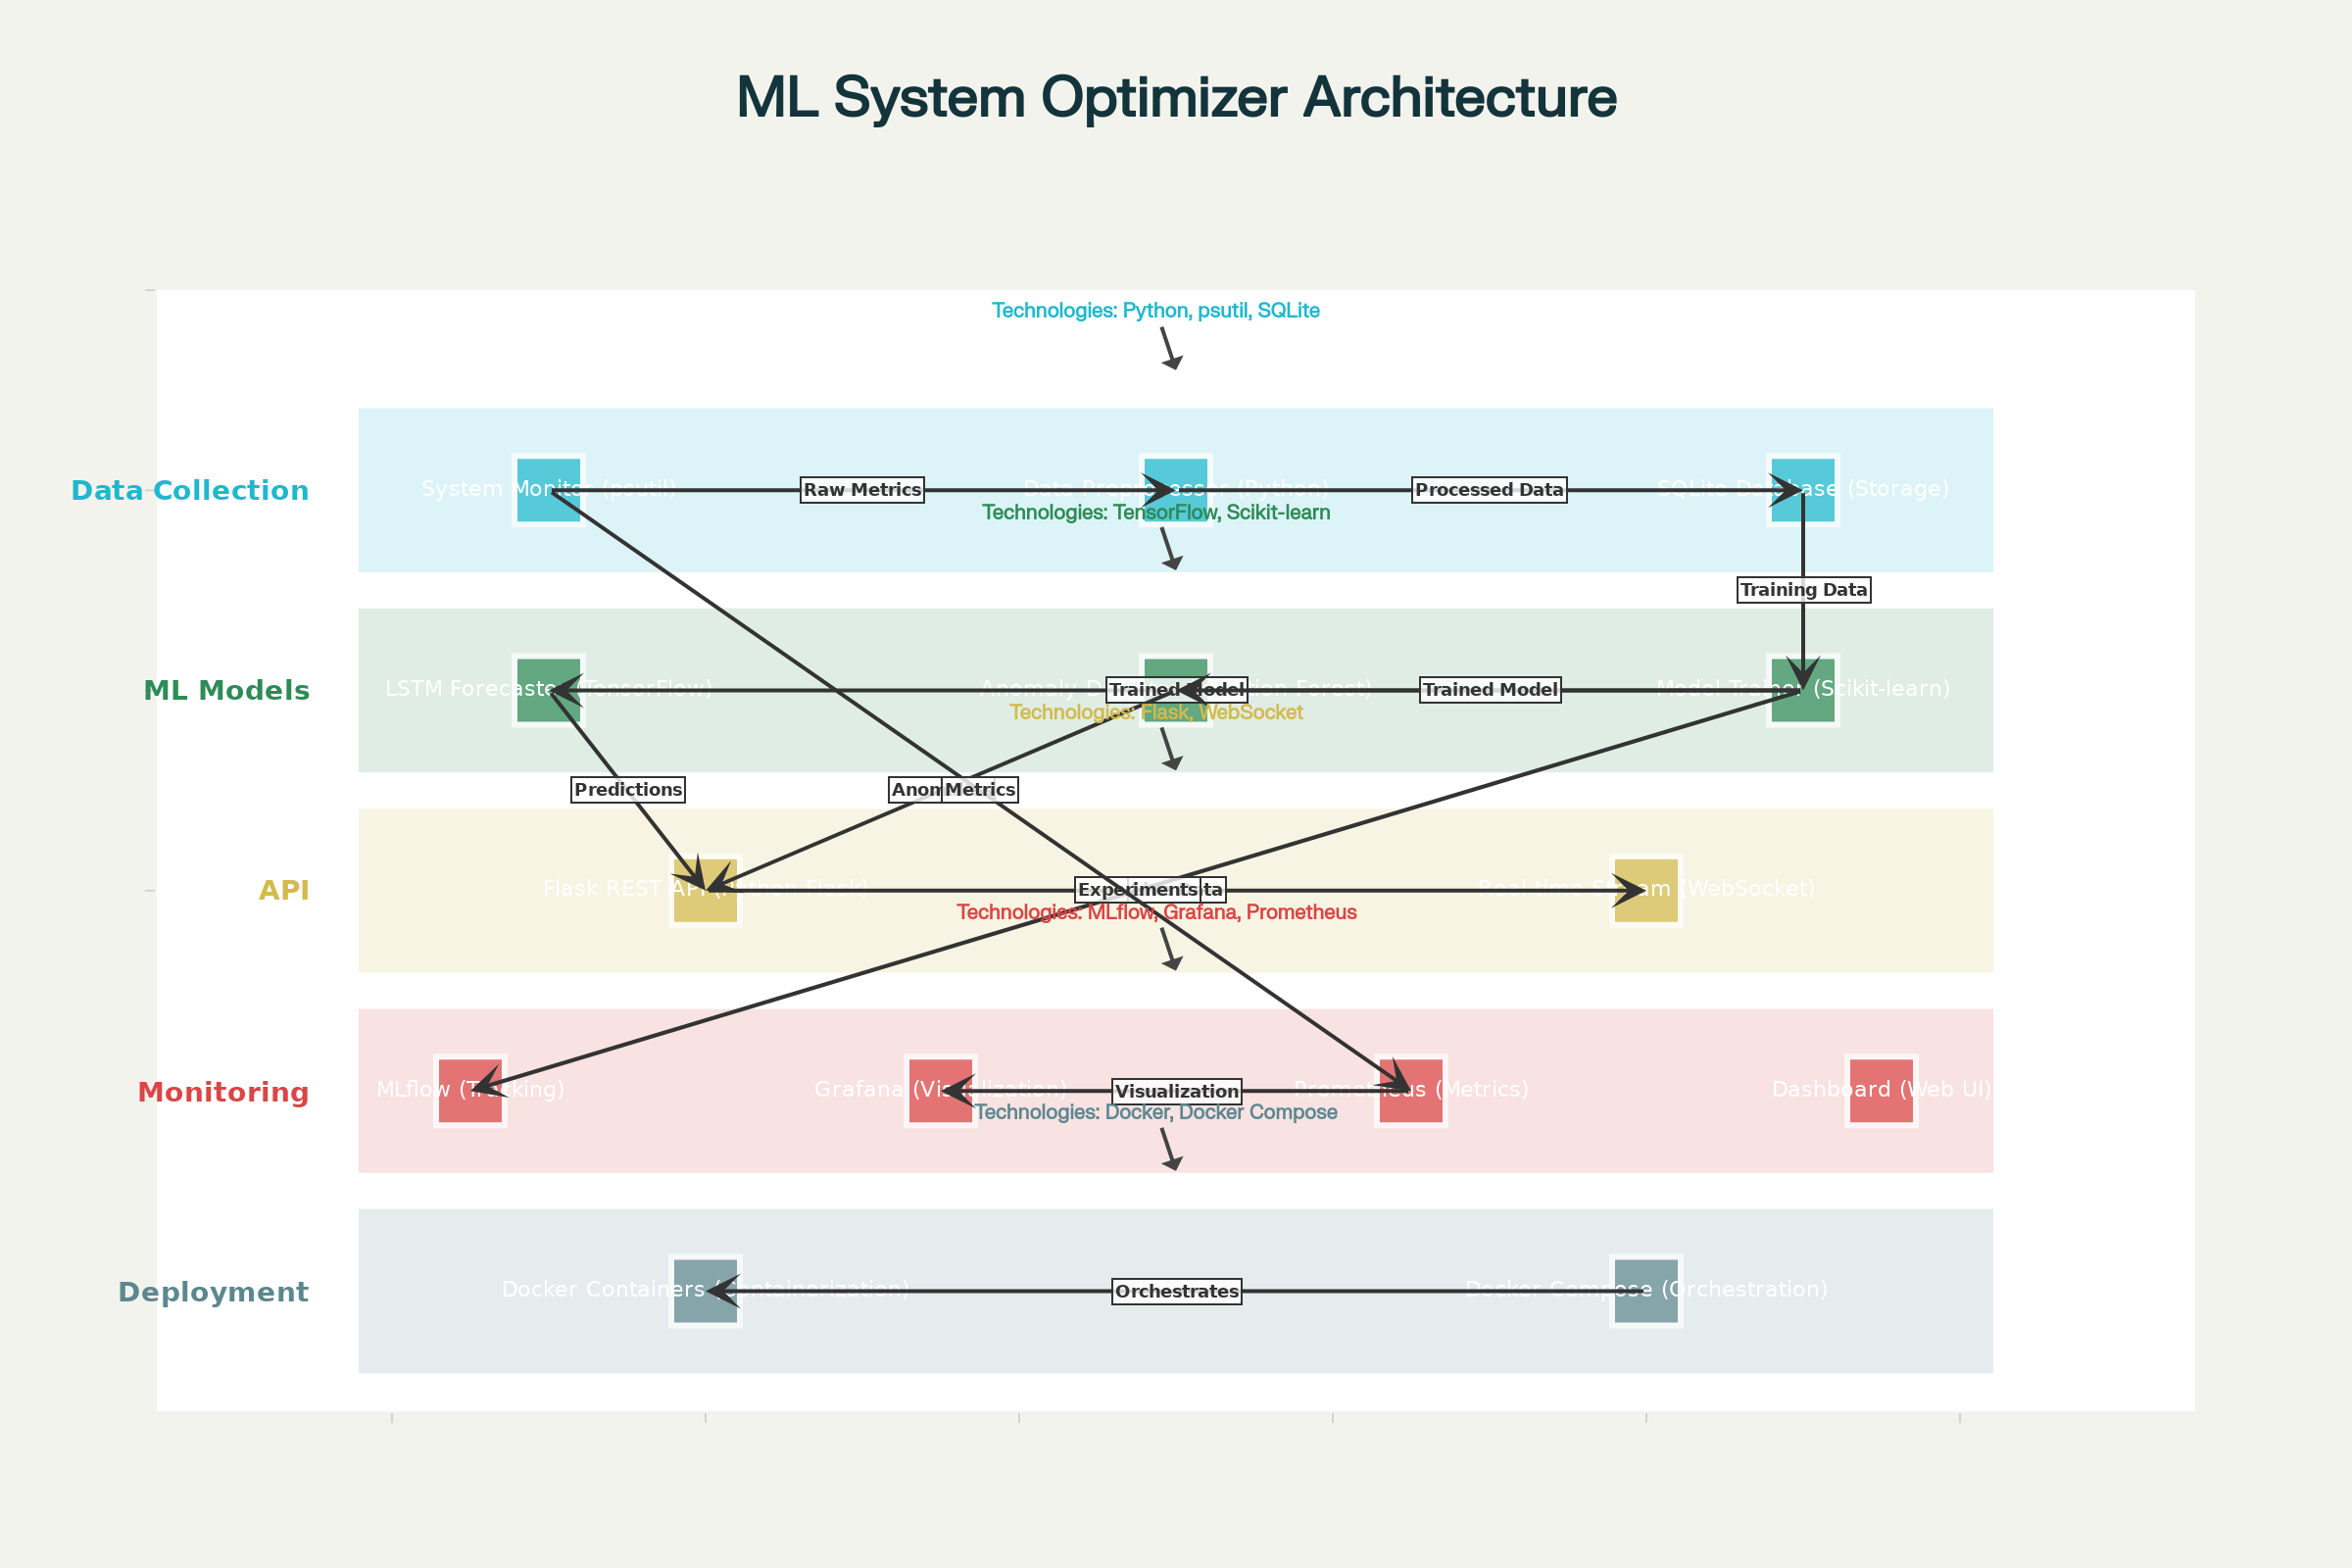 ML System Optimizer Architecture
Technologies: Python, psutil, SQLite
Data Collection
System Monitor (psutil)
Raw Metrics
Data Preprocessor (Python)
Processed Data
SQLite Database (Storage)
Technologies: TensorFlow, Scikit-learn
Training Data
ML Models
LSTM Forecaster (TensorFlow)
Anomaly
Trained Model
Forest)
Trained Model
Model Trainer (Scikit-learn)
Technologies: Flask, WebSocket
Predictions
Metrics
API
Flask REST API (Python Flask)
Experiments
Real-time Stream (WebSocket)
Technologies: MLflow, Grafana, Prometheus
Monitoring
MLflow (Tracking)
Grafana (Visualization)
Visualization
Prometheus (Metrics)
Dashboard (Web UI)
Technologies: Docker, Docker Compose
Deployment
Docker Containers (Containerization)
Orchestrates
Docker Compose (Orchestration)